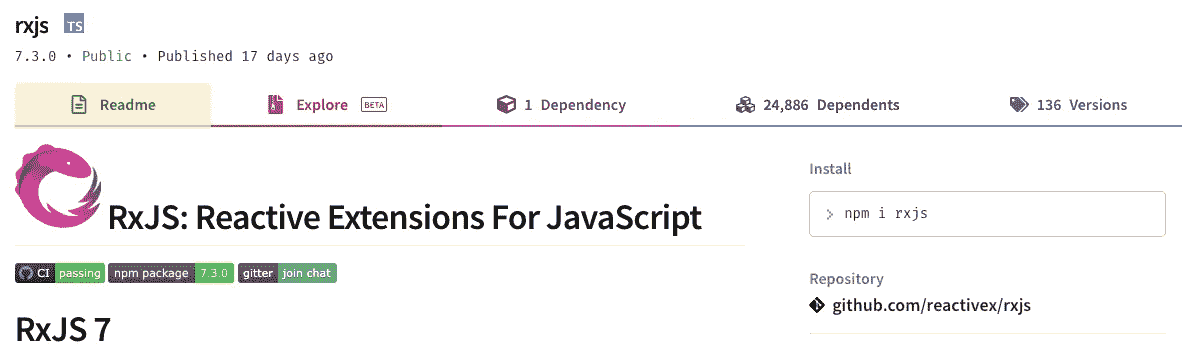 rxjs TS
7.3.0 • Public • Published 17 days ago
Readme
Explore BETA
1 Dependency
24,886 Dependents
136 Versions
RxJS: Reactive Extensions For JavaScript
CI passing npm package 7.3.0 gitter join chat
RxJS 7
Install
> npm i rxjs
Repository
github.com/reactivex/rxjs